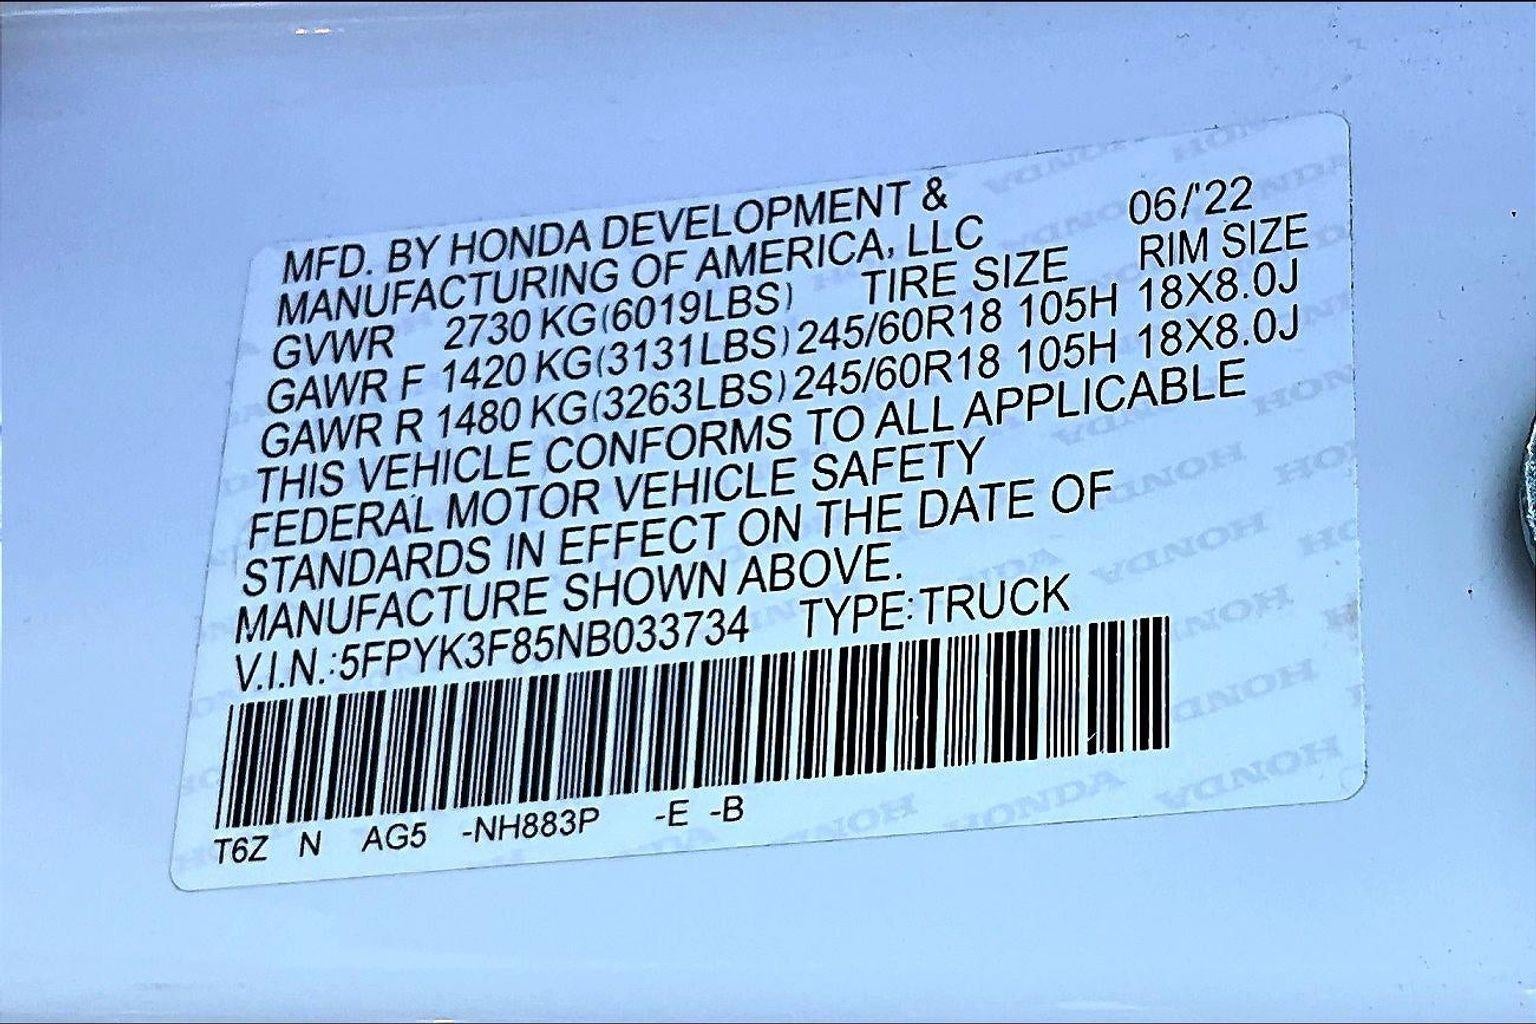 MFD. BY HONDA DEVELOPMENT &
MANUFACTURING OF AMERICA, LLC 06/'22
GVWR 2730 KG(6019LBS) TIRE SIZE RIM SIZE
GAWR F 1420 KG(3131LBS) 245/60R18 105H 18X8.0J
GAWR R 1480 KG(3263LBS) 245/60R18 105H 18X8.0J
THIS VEHICLE CONFORMS TO ALL APPLICABLE
FEDERAL MOTOR VEHICLE SAFETY
STANDARDS IN EFFECT ON THE DATE OF
MANUFACTURE SHOWN ABOVE.
V.I.N.:5FPYK3F85NB033734 TYPE:TRUCK
T6Z N AG5 -NH883P -E -B